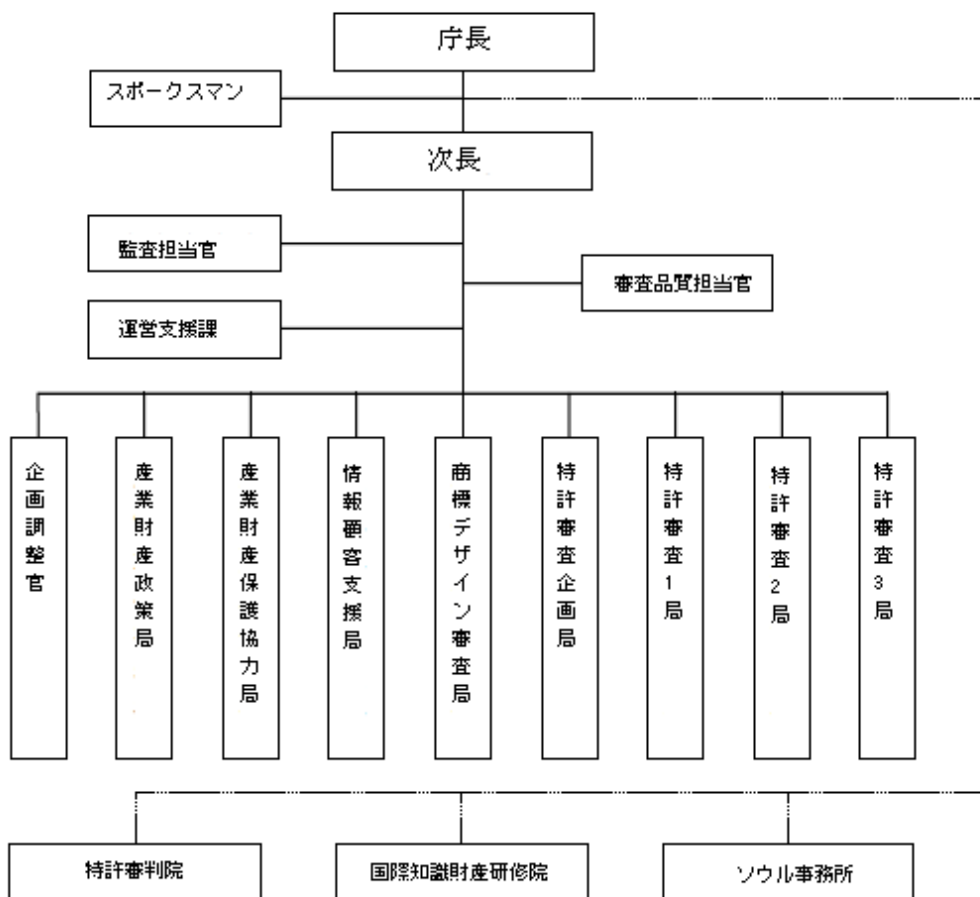 庁長
スポークスマン
次長
監査担当官
審査品質担当官
運営支援課
企画調整官
産業財産政策局
産業財産保護協力局
情報顧客支援局
商標デザイン審査局
特許審査企画局
特許審査1局
特許審査2局
特許審査3局
特許審判院
国際知識財産研修院
ソウル事務所